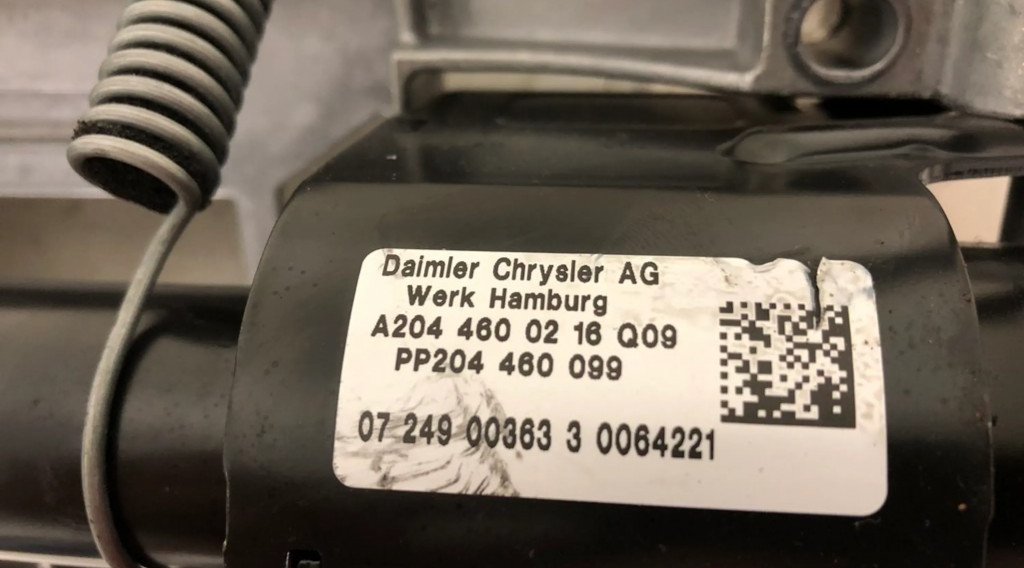 Daimler Chrysler AG
Werk Hamburg
A204 460 02 16 Q09
PP204 460 099
07 249 00363 3 0064221